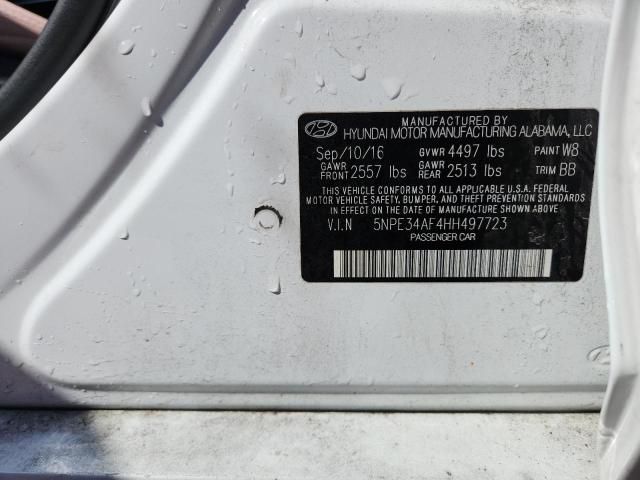 MANUFACTURED BY
HYUNDAI MOTOR MANUFACTURING ALABAMA, LLC
Sep/10/16 GVWR 4497 lbs PAINT W8
GAWR FRONT 2557 lbs GAWR REAR 2513 lbs TRIM BB
THIS VEHICLE CONFORMS TO ALL APPLICABLE U.S.A. FEDERAL
MOTOR VEHICLE SAFETY, BUMPER, AND THEFT PREVENTION STANDARDS
IN EFFECT ON THE DATE OF MANUFACTURE SHOWN ABOVE.
V.I.N 5NPE34AF4HH497723
PASSENGER CAR